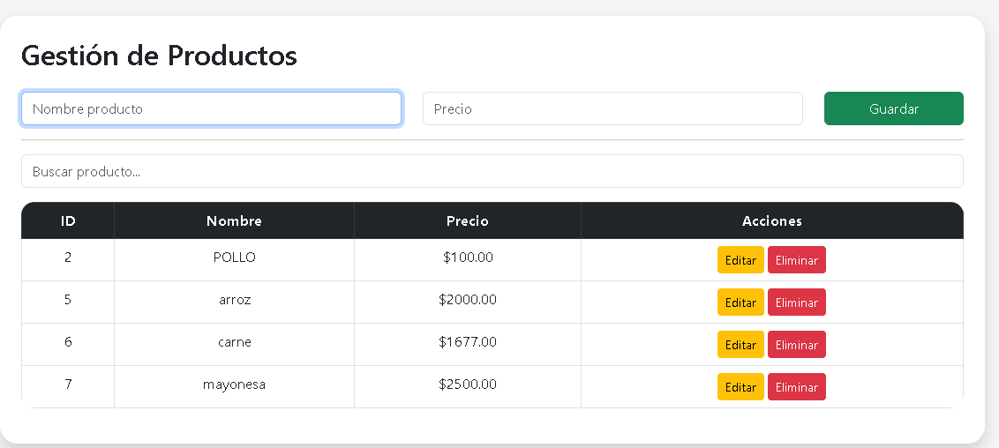 Gestión de Productos
Nombre producto Precio Guardar
Buscar producto...
ID Nombre Precio Acciones
2 POLLO $100.00 Editar Eliminar
5 arroz $2000.00 Editar Eliminar
6 carne $1677.00 Editar Eliminar
7 mayonesa $2500.00 Editar Eliminar